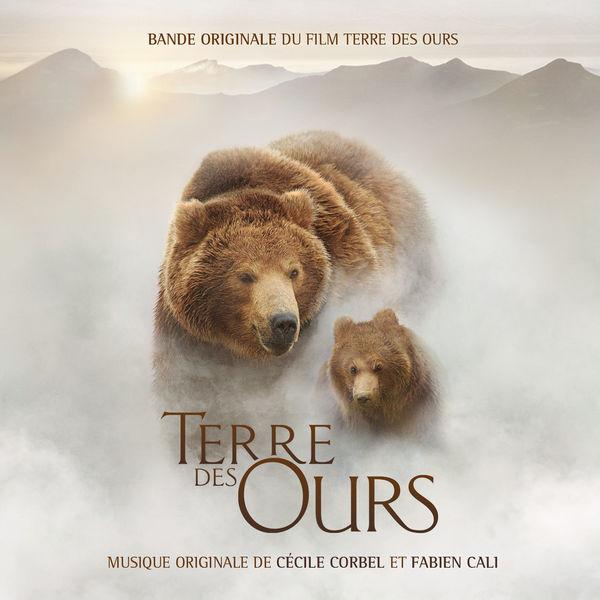 BANDE ORIGINALE DU FILM TERRE DES OURS
TERRE
DES OURS
MUSIQUE ORIGINALE DE CÉCILE CORBEL ET FABIEN CALI